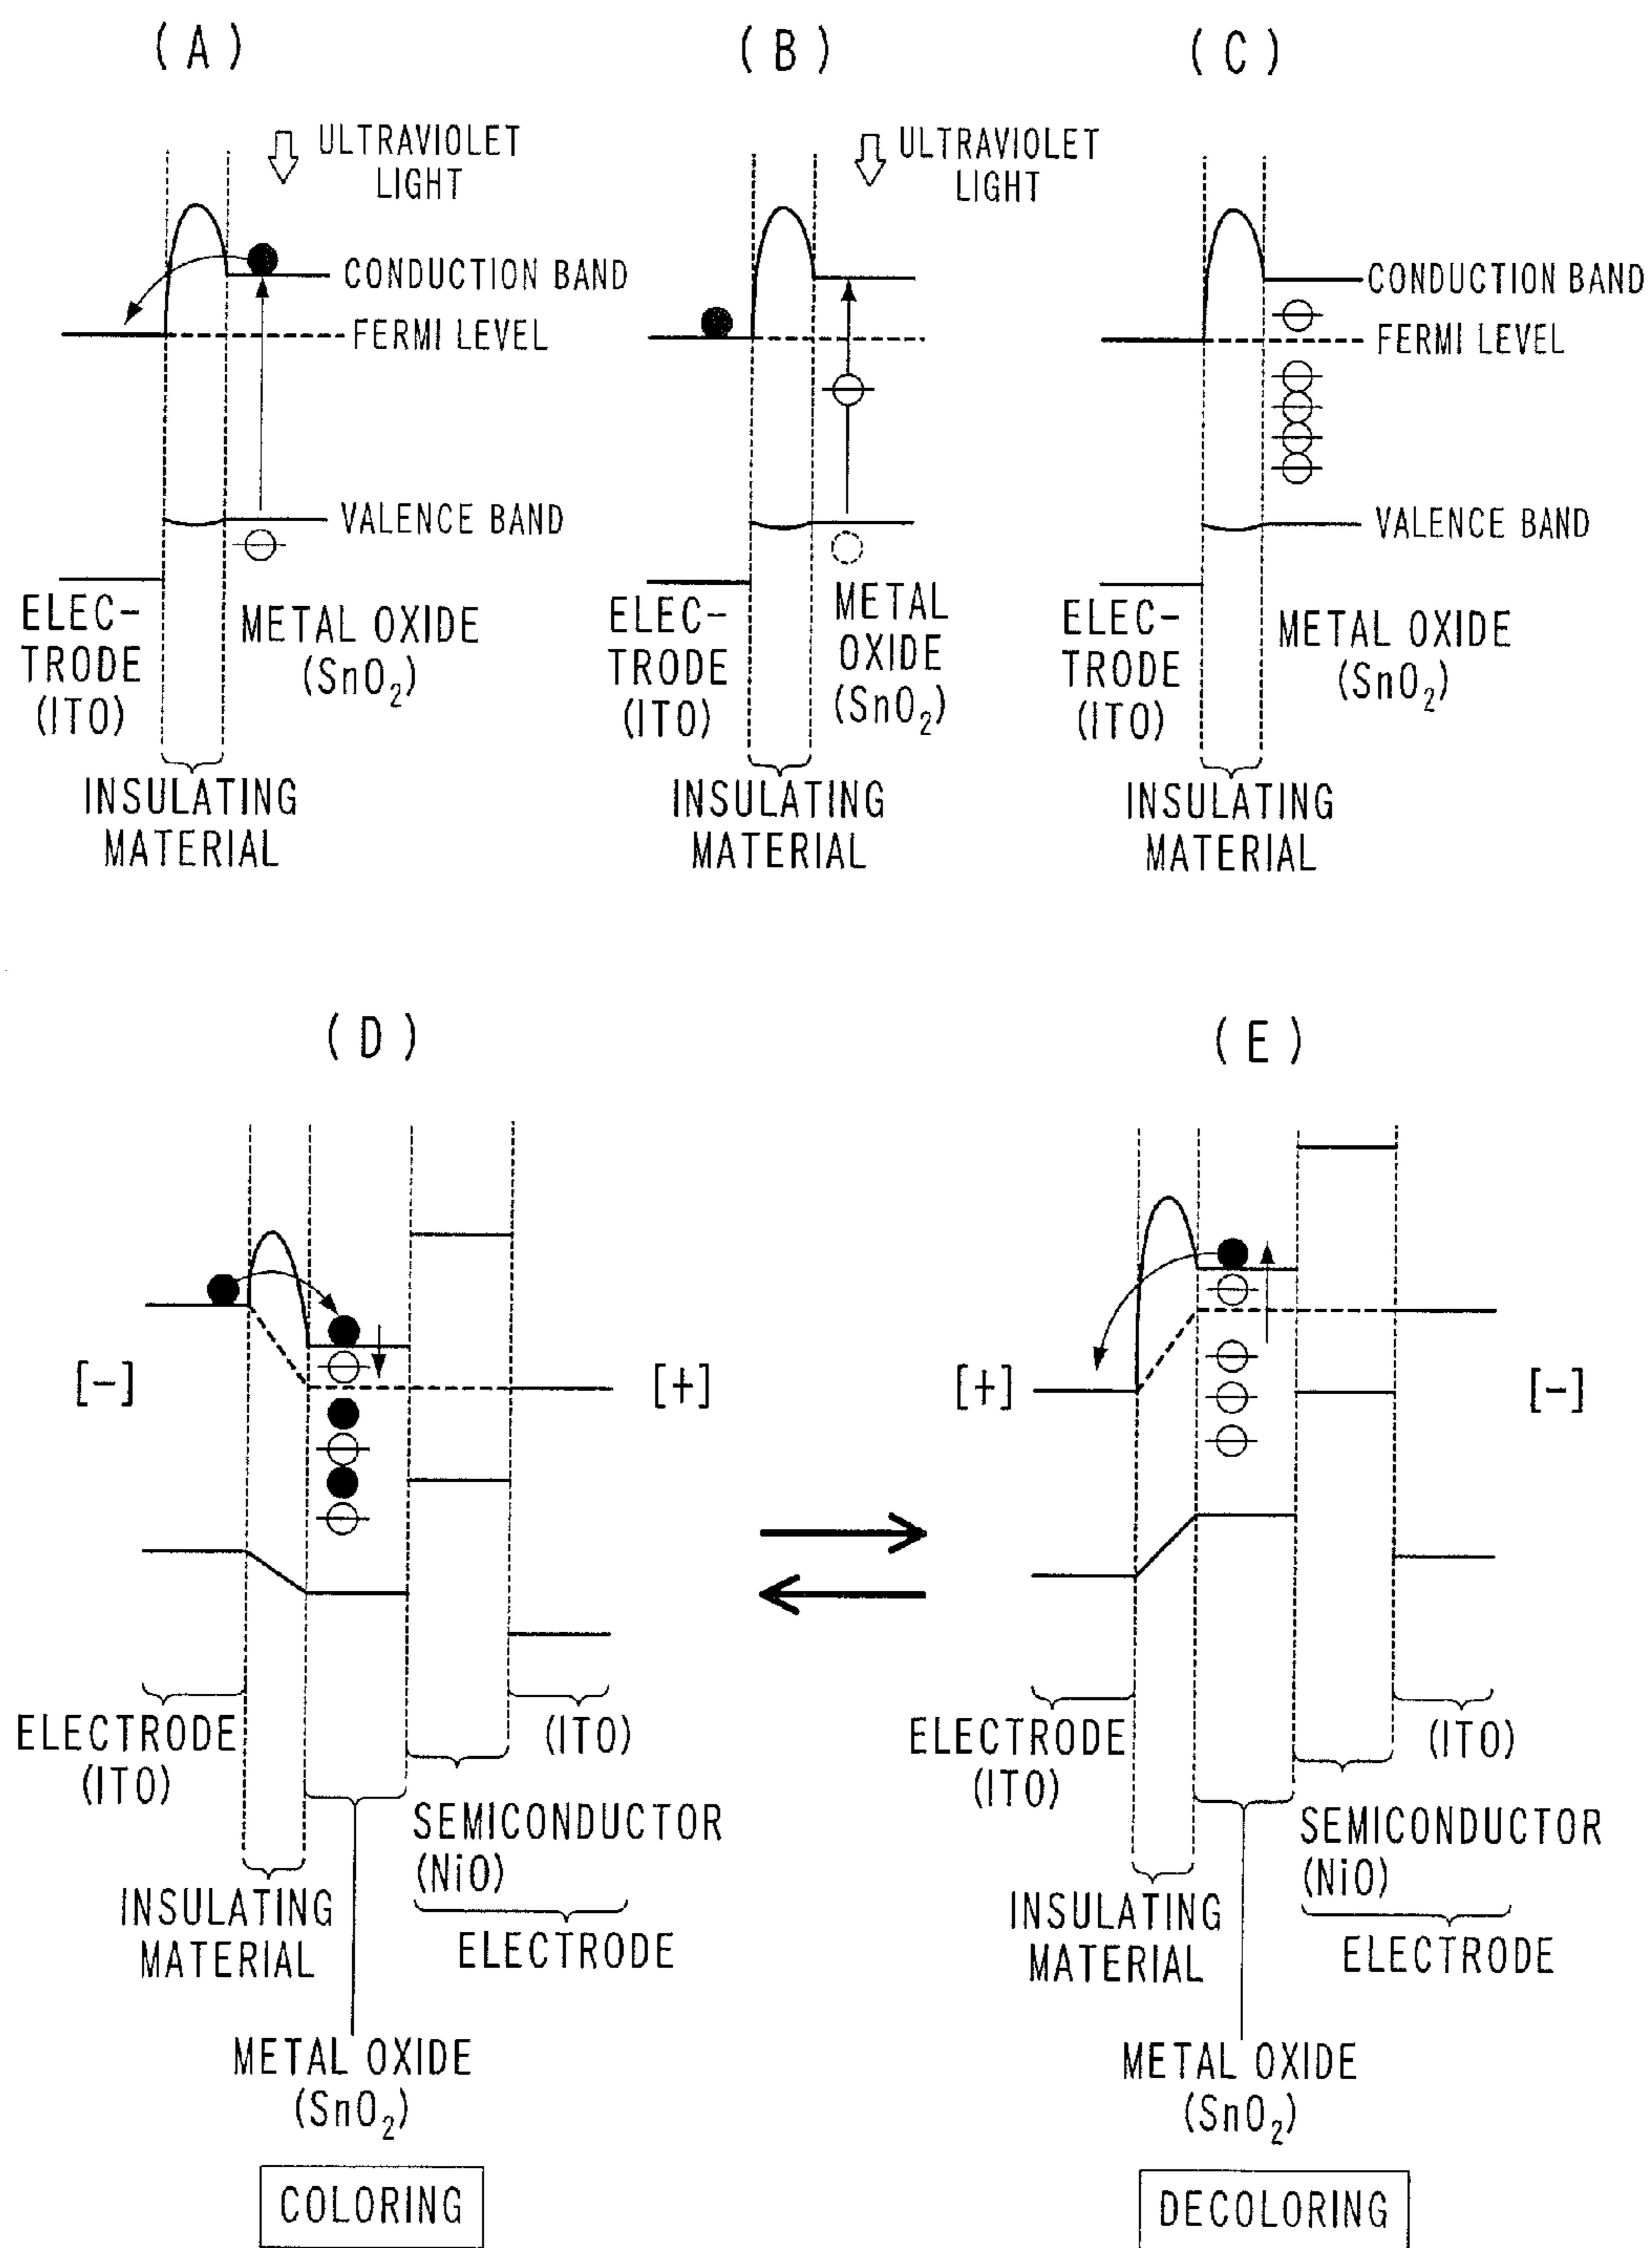 (A)
ULTRAVIOLET
LIGHT
CONDUCTION BAND
FERMI LEVEL
VALENCE BAND
ELEC-
TRODE
(ITO)
METAL OXIDE
(SnO₂)
INSULATING
MATERIAL
(B)
ULTRAVIOLET
LIGHT
ELEC-
TRODE
(ITO)
METAL
OXIDE
(SnO₂)
INSULATING
MATERIAL
(C)
CONDUCTION BAND
FERMI LEVEL
VALENCE BAND
ELEC-
TRODE
(ITO)
METAL OXIDE
(SnO₂)
INSULATING
MATERIAL
(D)
[-]
[+]
ELECTRODE
(ITO)
(ITO)
SEMICONDUCTOR
(NiO)
ELECTRODE
INSULATING
MATERIAL
METAL OXIDE
(SnO₂)
COLORING
(E)
[+]
[-]
ELECTRODE
(ITO)
(ITO)
SEMICONDUCTOR
(NiO)
ELECTRODE
INSULATING
MATERIAL
METAL OXIDE
(SnO₂)
DECOLORING